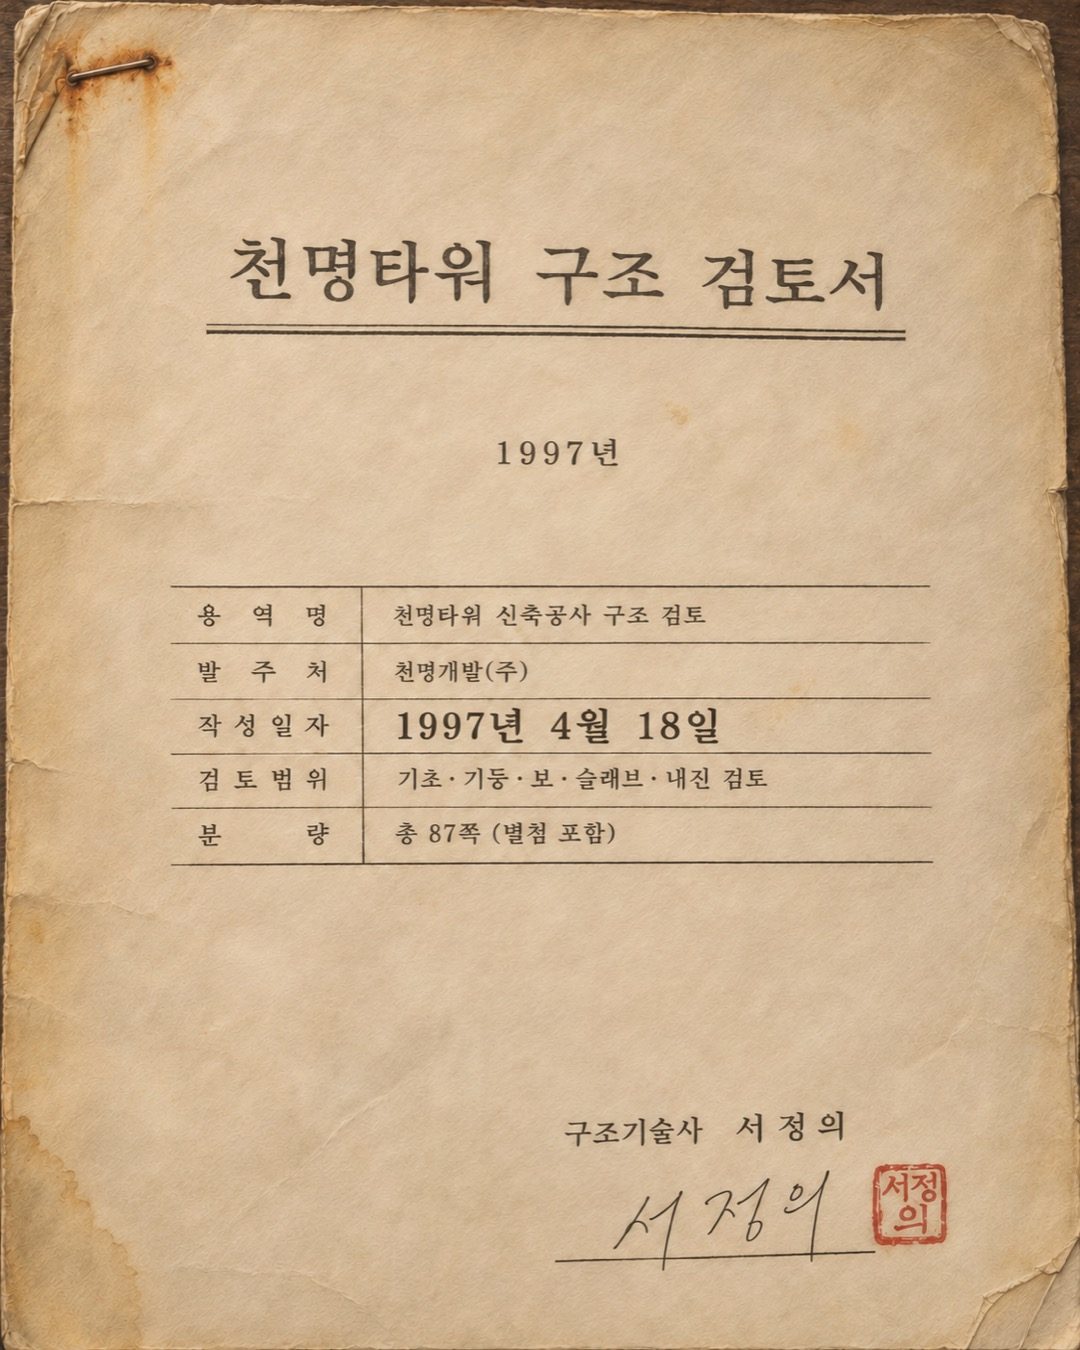 천명타워 구조 검토서
1997년
용역명 천명타워 신축공사 구조 검토
발주처 천명개발(주)
작성일자 1997년 4월 18일
검토범위 기초·기둥·보·슬래브·내진 검토
분량 총 87쪽 (별첨 포함)
구조기술사 서정의
서정의
서정
의